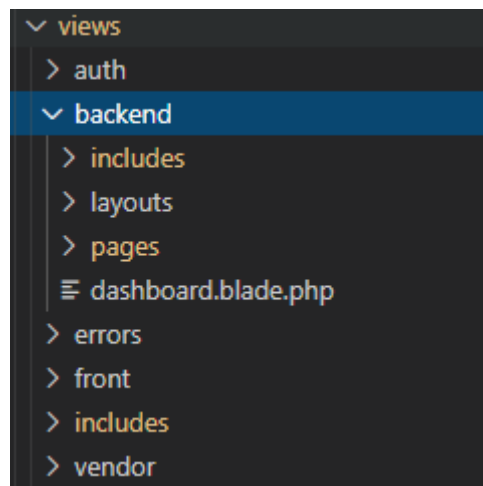 views
auth
backend
includes
layouts
pages
dashboard.blade.php
errors
front
includes
vendor